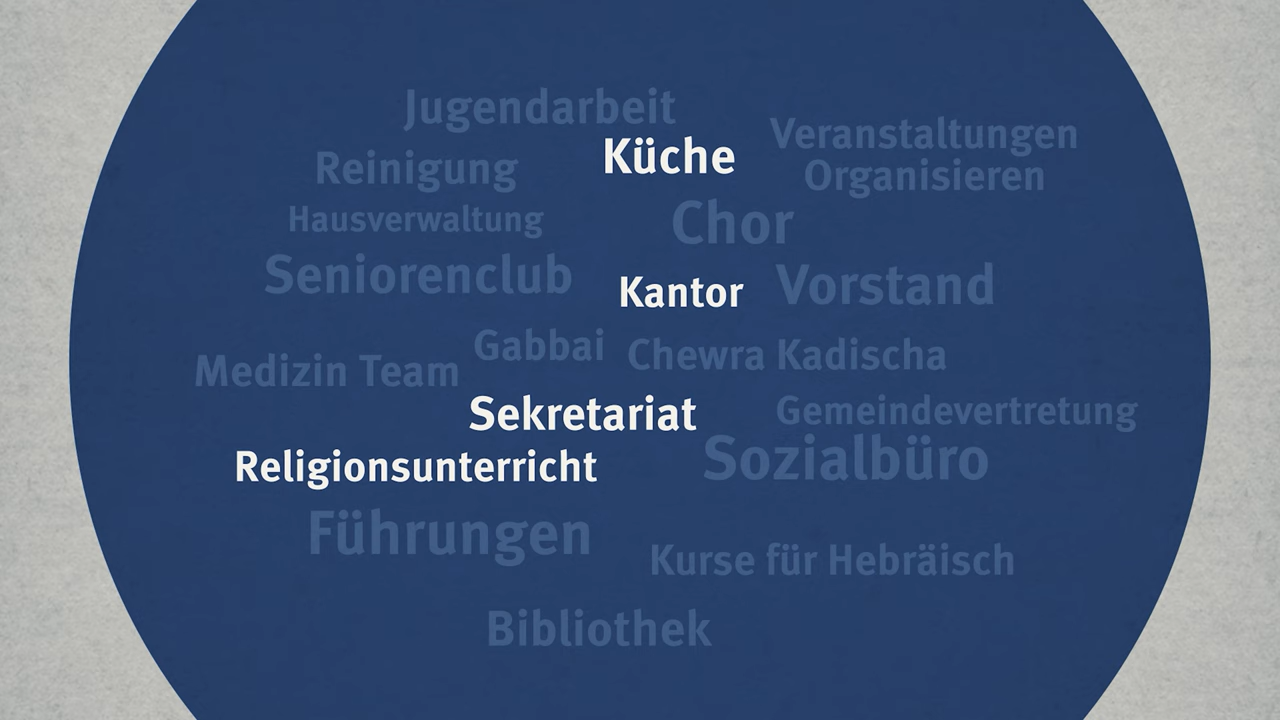 Jugendarbeit
Küche
Veranstaltungen
Organisieren
Reinigung
Hausverwaltung
Chor
Seniorenclub
Kantor
Vorstand
Gabbai
Chewra Kadischa
Medizin Team
Sekretariat
Gemeindevertretung
Religionsunterricht
Sozialbüro
Führungen
Kurse für Hebräisch
Bibliothek